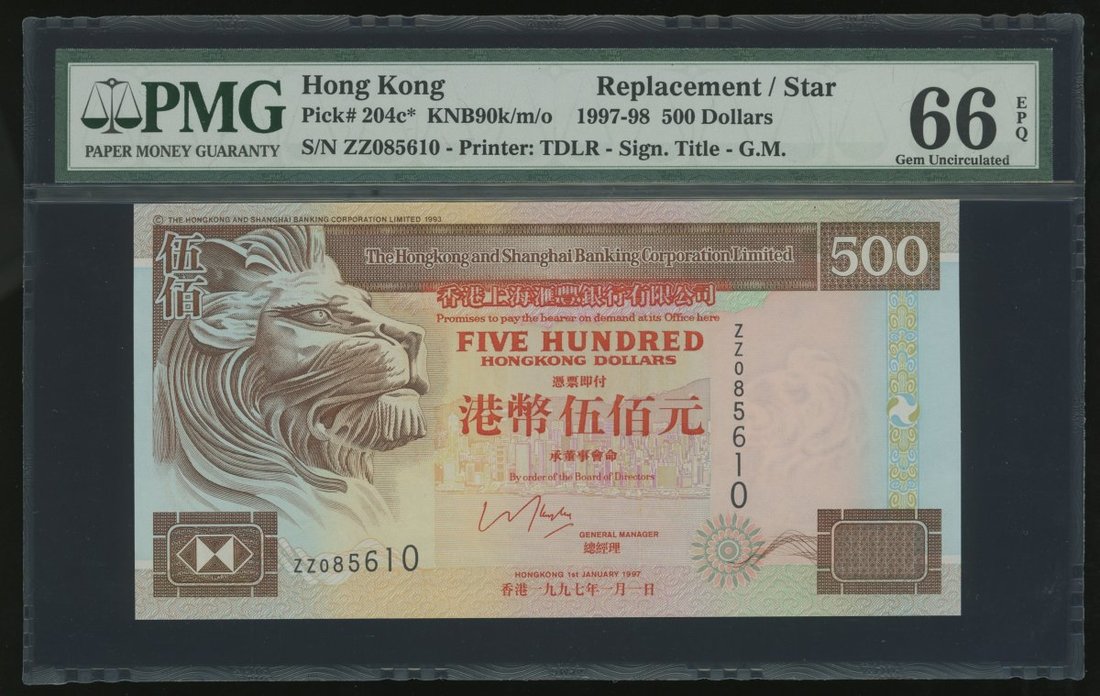 PMG
PAPER MONEY GUARANTY
Hong Kong Replacement / Star
Pick# 204c* KNB90k/m/o 1997-98 500 Dollars
S/N ZZ085610 - Printer: TDLR - Sign. Title - G.M.
66 EPQ
Gem Uncirculated
© THE HONGKONG AND SHANGHAI BANKING CORPORATION LIMITED 1993
伍佰
The Hongkong and Shanghai Banking Corporation Limited
500
香港上海滙豐銀行有限公司
Promises to pay the bearer on demand at its Office here
FIVE HUNDRED
HONGKONG DOLLARS
憑票即付
港幣伍佰元
承董事會命
By order of the Board of Directors
GENERAL MANAGER
總經理
HONGKONG 1st JANUARY 1997
香港一九九七年一月一日
ZZ085610
ZZ085610